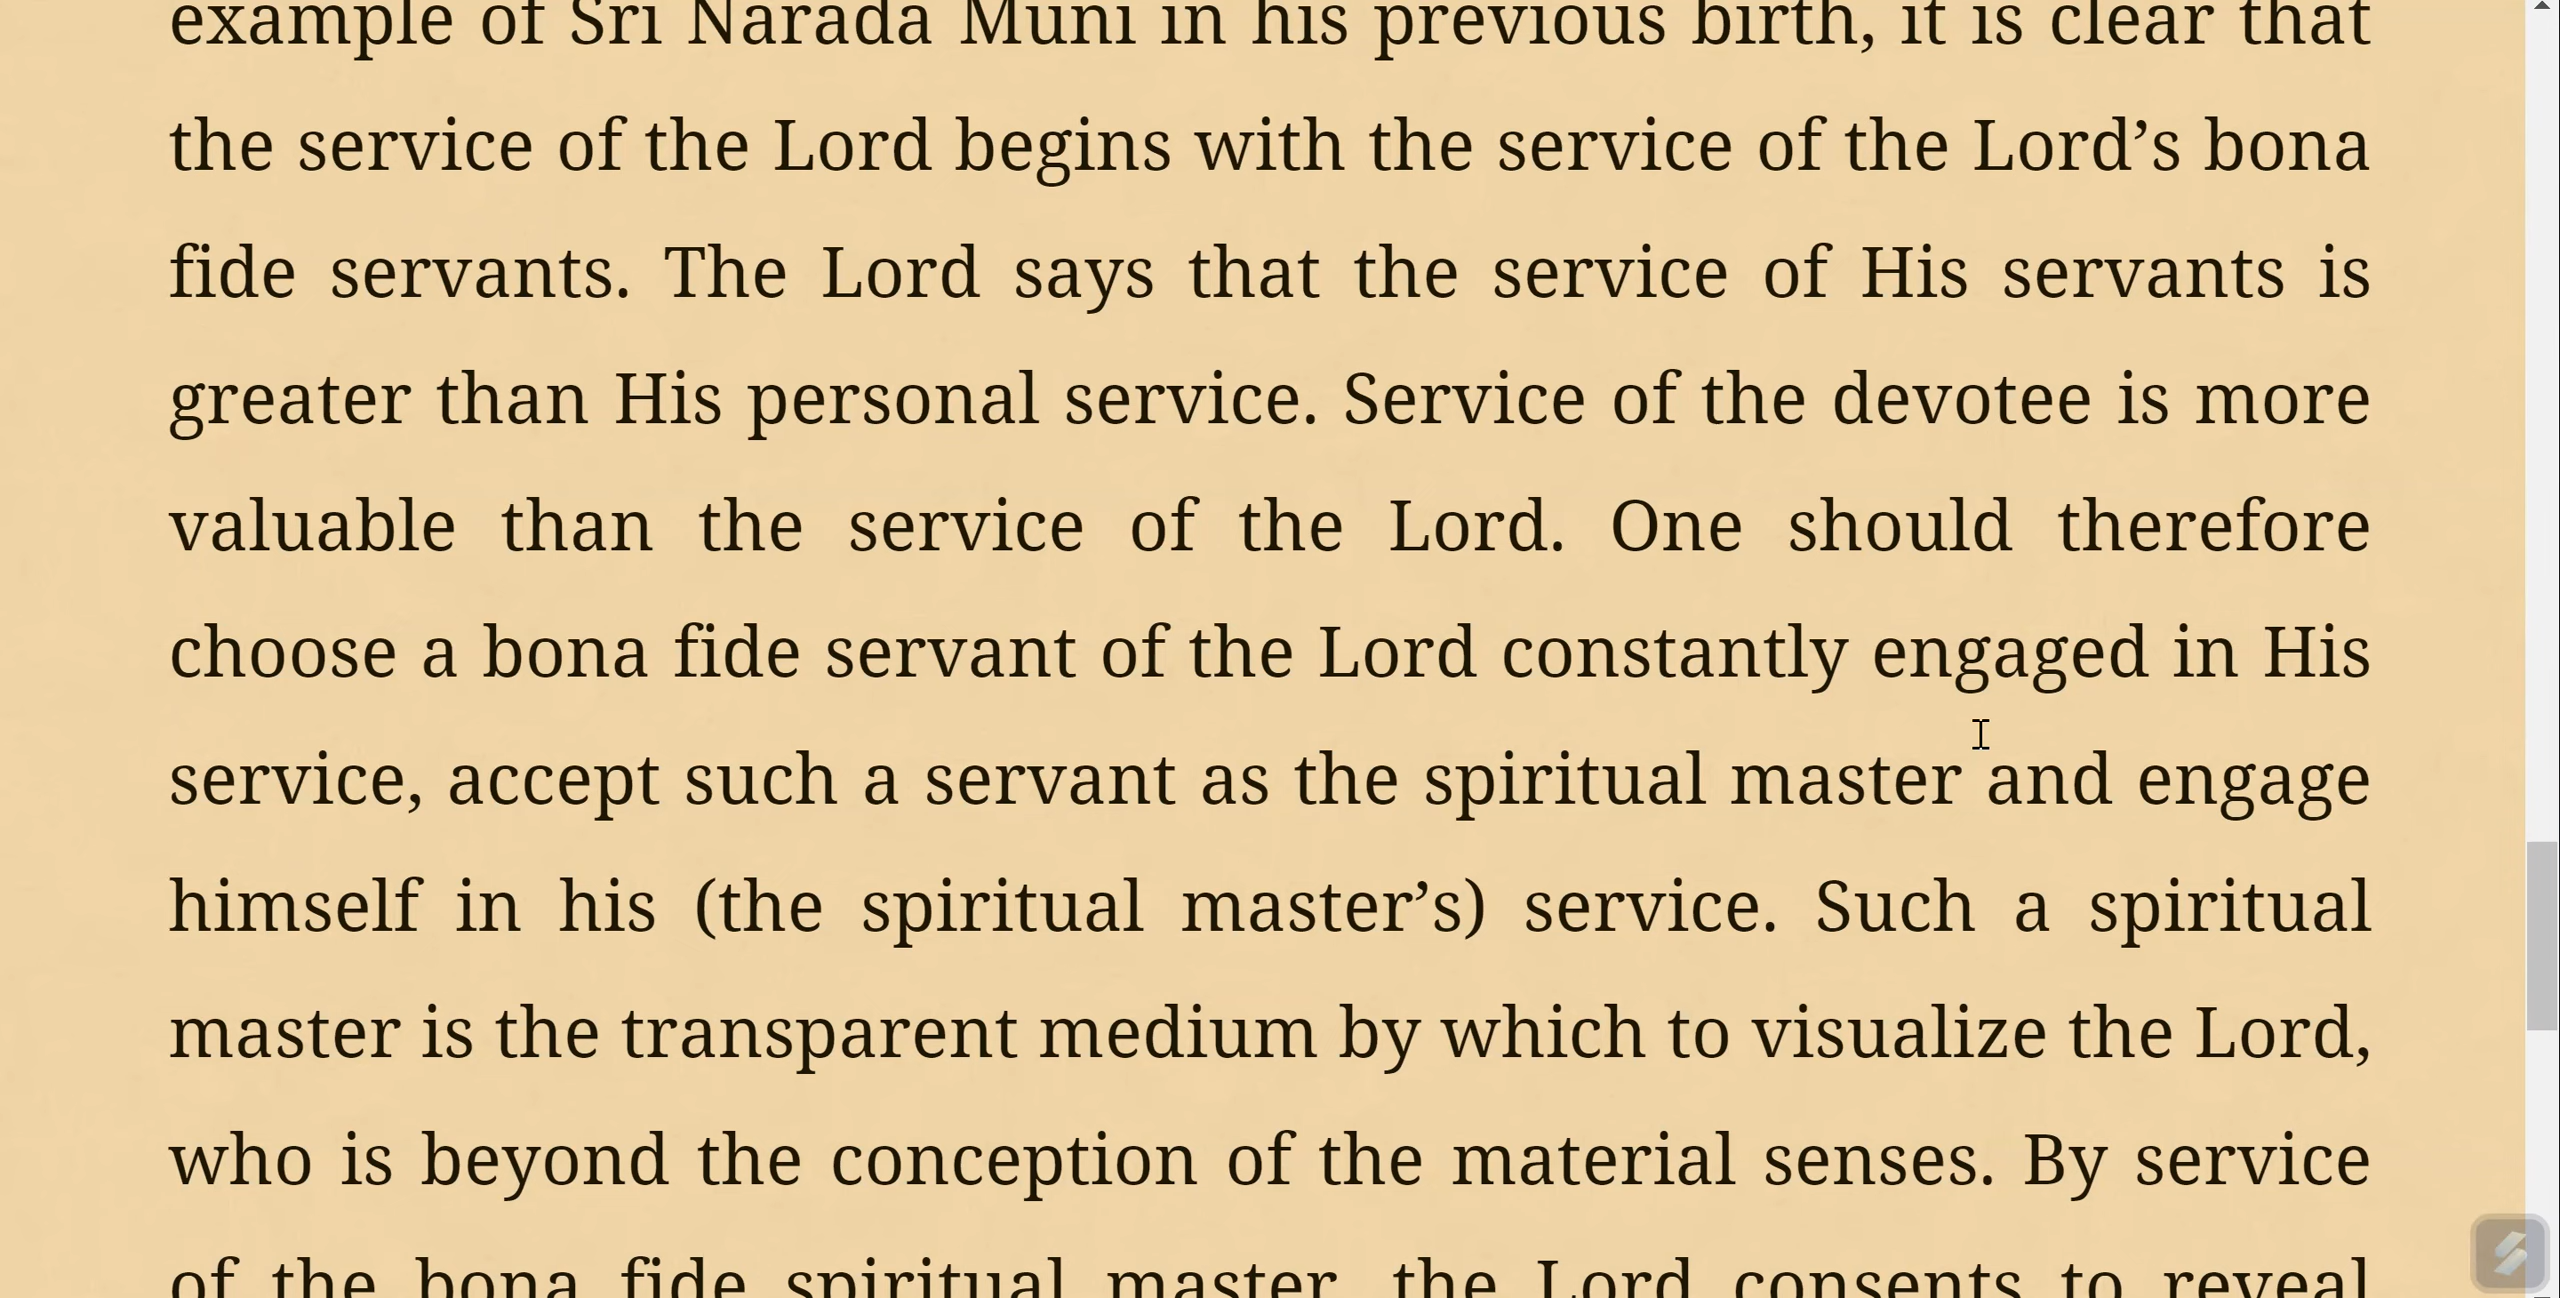 example of Sri Narada Muni in his previous birth, it is clear that
the service of the Lord begins with the service of the Lord’s bona
fide servants. The Lord says that the service of His servants is
greater than His personal service. Service of the devotee is more
valuable than the service of the Lord. One should therefore
choose a bona fide servant of the Lord constantly engaged in His
service, accept such a servant as the spiritual master and engage
himself in his (the spiritual master’s) service. Such a spiritual
master is the transparent medium by which to visualize the Lord,
who is beyond the conception of the material senses. By service
of the bona fide spiritual master, the Lord consents to reveal